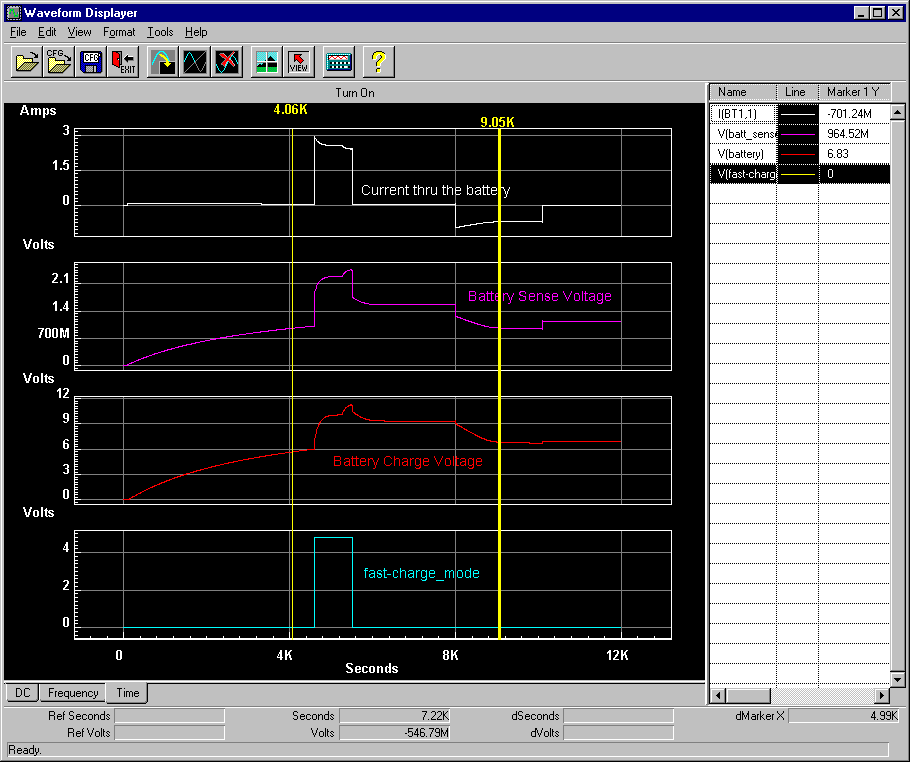 Waveform Displayer
File Edit View Format Tools Help
CFG CFG EXIT VIEW ?
Turn On
Name Line Marker 1 Y
Amps
4.06K
9.05K
I(BT1,1) -701.24M
V(batt_sens 964.52M
V(battery) 6.83
V(fast-charg 0
3
1.5
0
Current thru the battery
Volts
2.1
1.4
700M
0
Battery Sense Voltage
Volts
12
9
6
3
0
Battery Charge Voltage
Volts
4
2
0
fast-charge_mode
0 4K 8K 12K
Seconds
DC Frequency Time
Ref Seconds Seconds 7.22K dSeconds dMarker X 4.99K
Ref Volts Volts -546.79M dVolts
Ready.